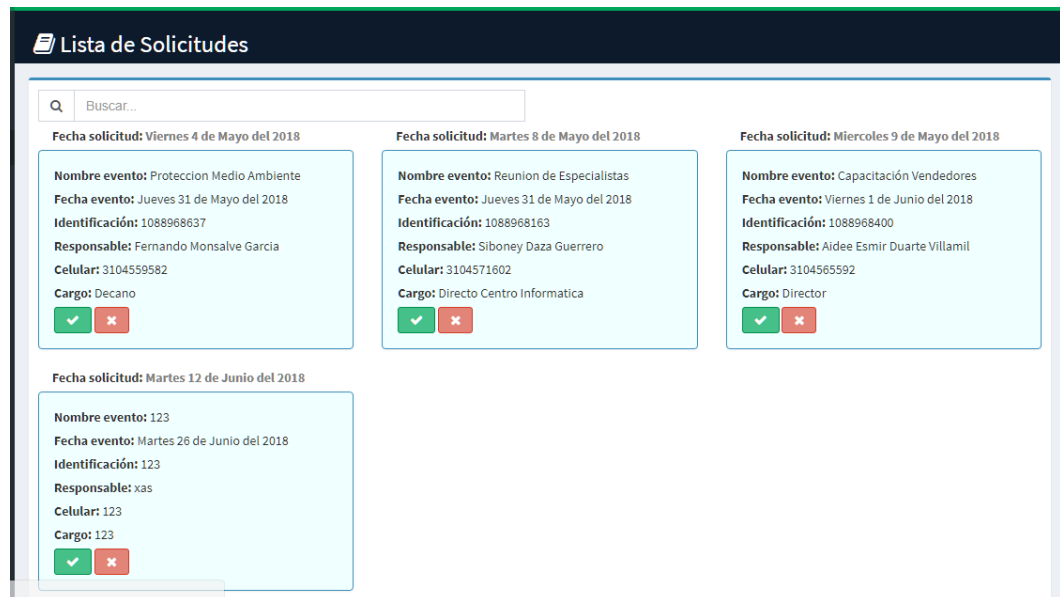 Lista de Solicitudes
Buscar...
Fecha solicitud: Viernes 4 de Mayo del 2018
Nombre evento: Proteccion Medio Ambiente
Fecha evento: Jueves 31 de Mayo del 2018
Identificación: 1088968637
Responsable: Fernando Monsalve Garcia
Celular: 3104559582
Cargo: Decano
Fecha solicitud: Martes 8 de Mayo del 2018
Nombre evento: Reunion de Especialistas
Fecha evento: Jueves 31 de Mayo del 2018
Identificación: 1088968163
Responsable: Siboney Daza Guerrero
Celular: 3104571602
Cargo: Directo Centro Informatica
Fecha solicitud: Miercoles 9 de Mayo del 2018
Nombre evento: Capacitación Vendedores
Fecha evento: Viernes 1 de Junio del 2018
Identificación: 1088968400
Responsable: Aidee Esmir Duarte Villamil
Celular: 3104565592
Cargo: Director
Fecha solicitud: Martes 12 de Junio del 2018
Nombre evento: 123
Fecha evento: Martes 26 de Junio del 2018
Identificación: 123
Responsable: xas
Celular: 123
Cargo: 123